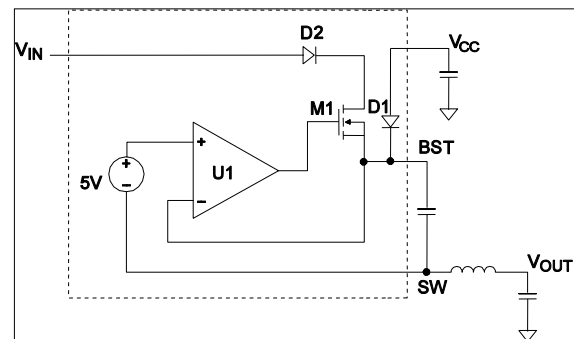 D2
VIN
VCC
M1
D1
BST
+
U1
−
+
−
5V
SW
VOUT